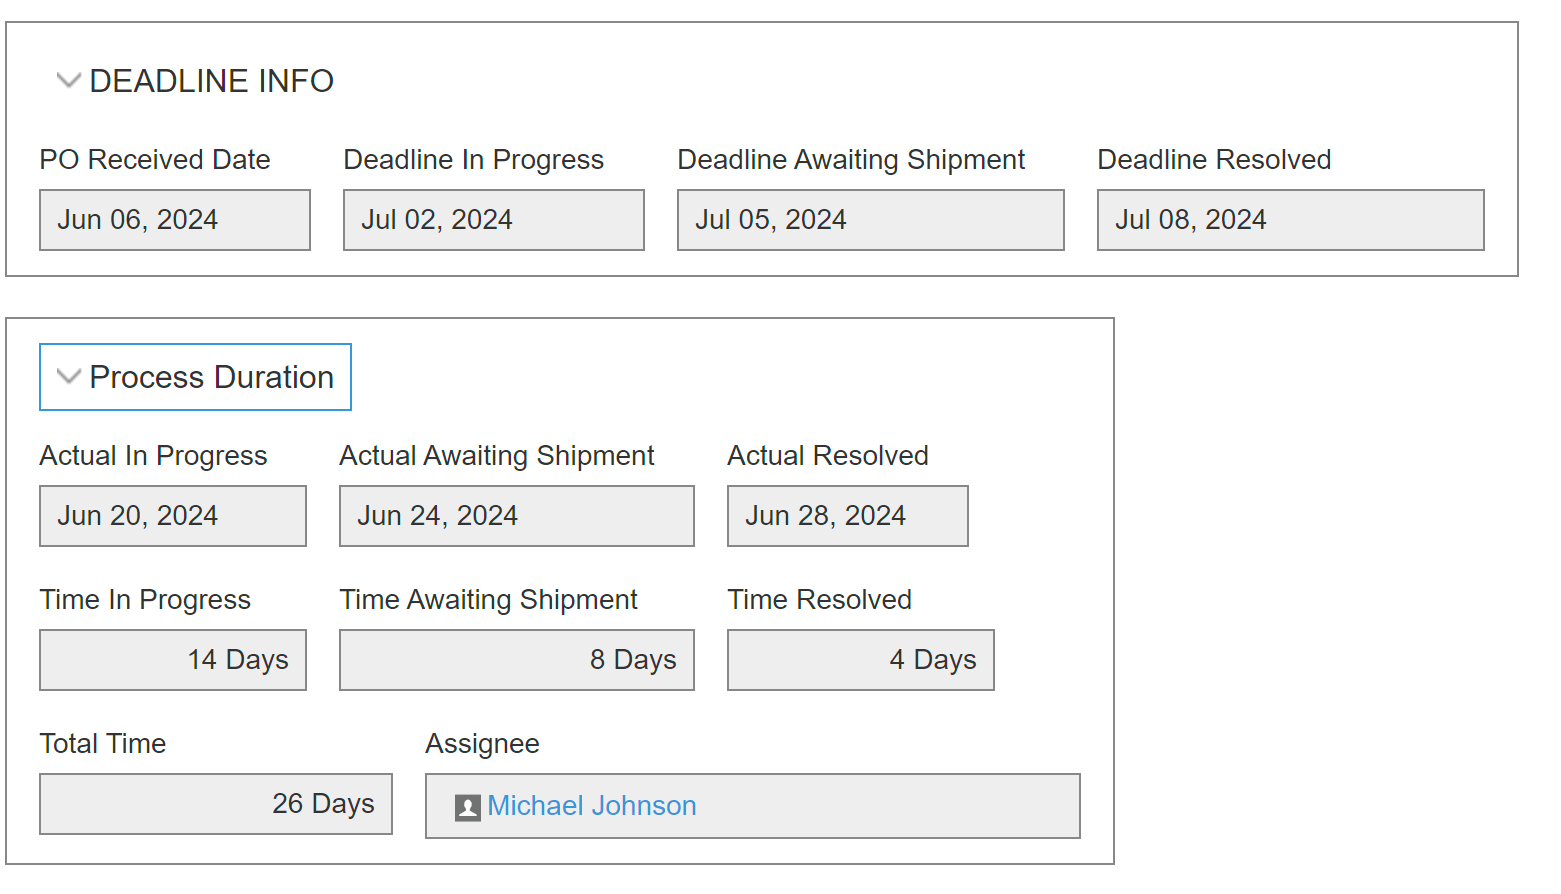 DEADLINE INFO
PO Received Date Deadline In Progress Deadline Awaiting Shipment Deadline Resolved
Jun 06, 2024 Jul 02, 2024 Jul 05, 2024 Jul 08, 2024
Process Duration
Actual In Progress Actual Awaiting Shipment Actual Resolved
Jun 20, 2024 Jun 24, 2024 Jun 28, 2024
Time In Progress Time Awaiting Shipment Time Resolved
14 Days 8 Days 4 Days
Total Time Assignee
26 Days Michael Johnson